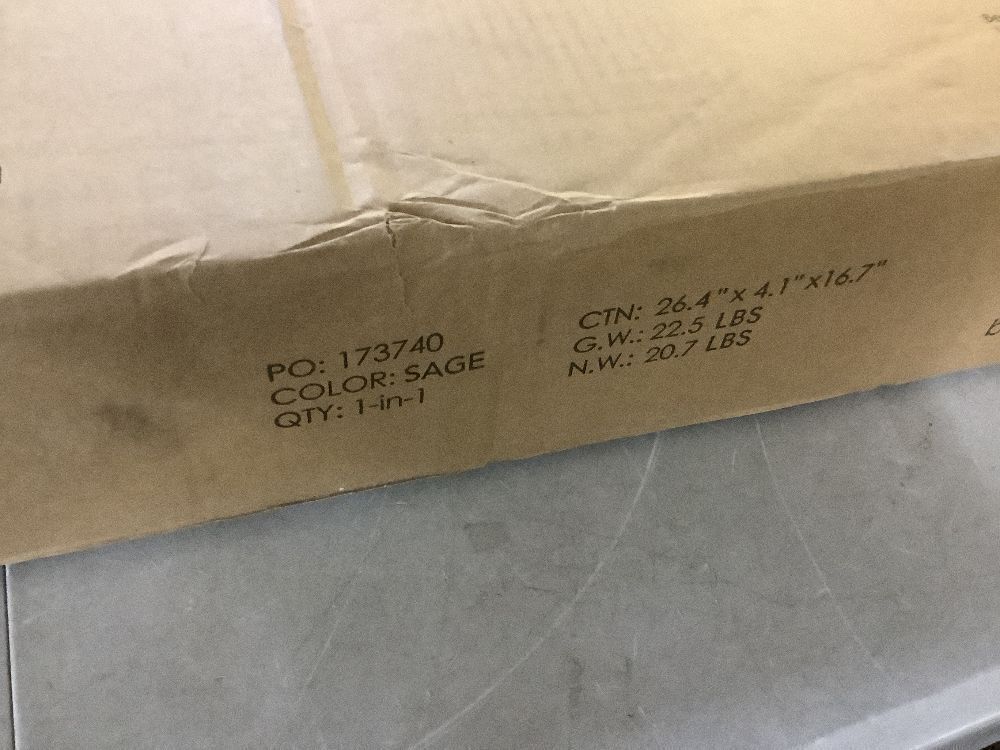 PO: 173740
COLOR: SAGE
QTY: 1-in-1
CTN: 26.4"x 4.1"x16.7"
G.W.: 22.5 LBS
N.W.: 20.7 LBS